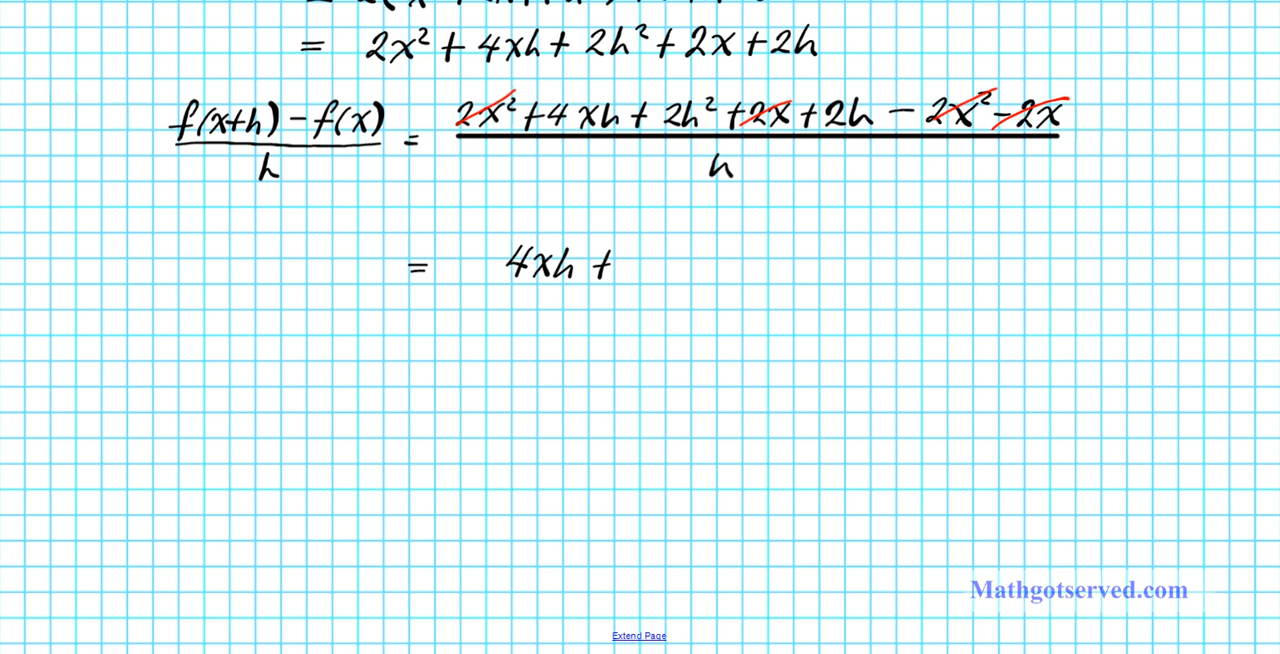 = 2x² + 4xh + 2h² + 2x + 2h
f(x+h) - f(x) = 2x² + 4xh + 2h² + 2x + 2h - 2x² - 2x
h h
= 4xh +
Mathgotserved.com
Extend Page